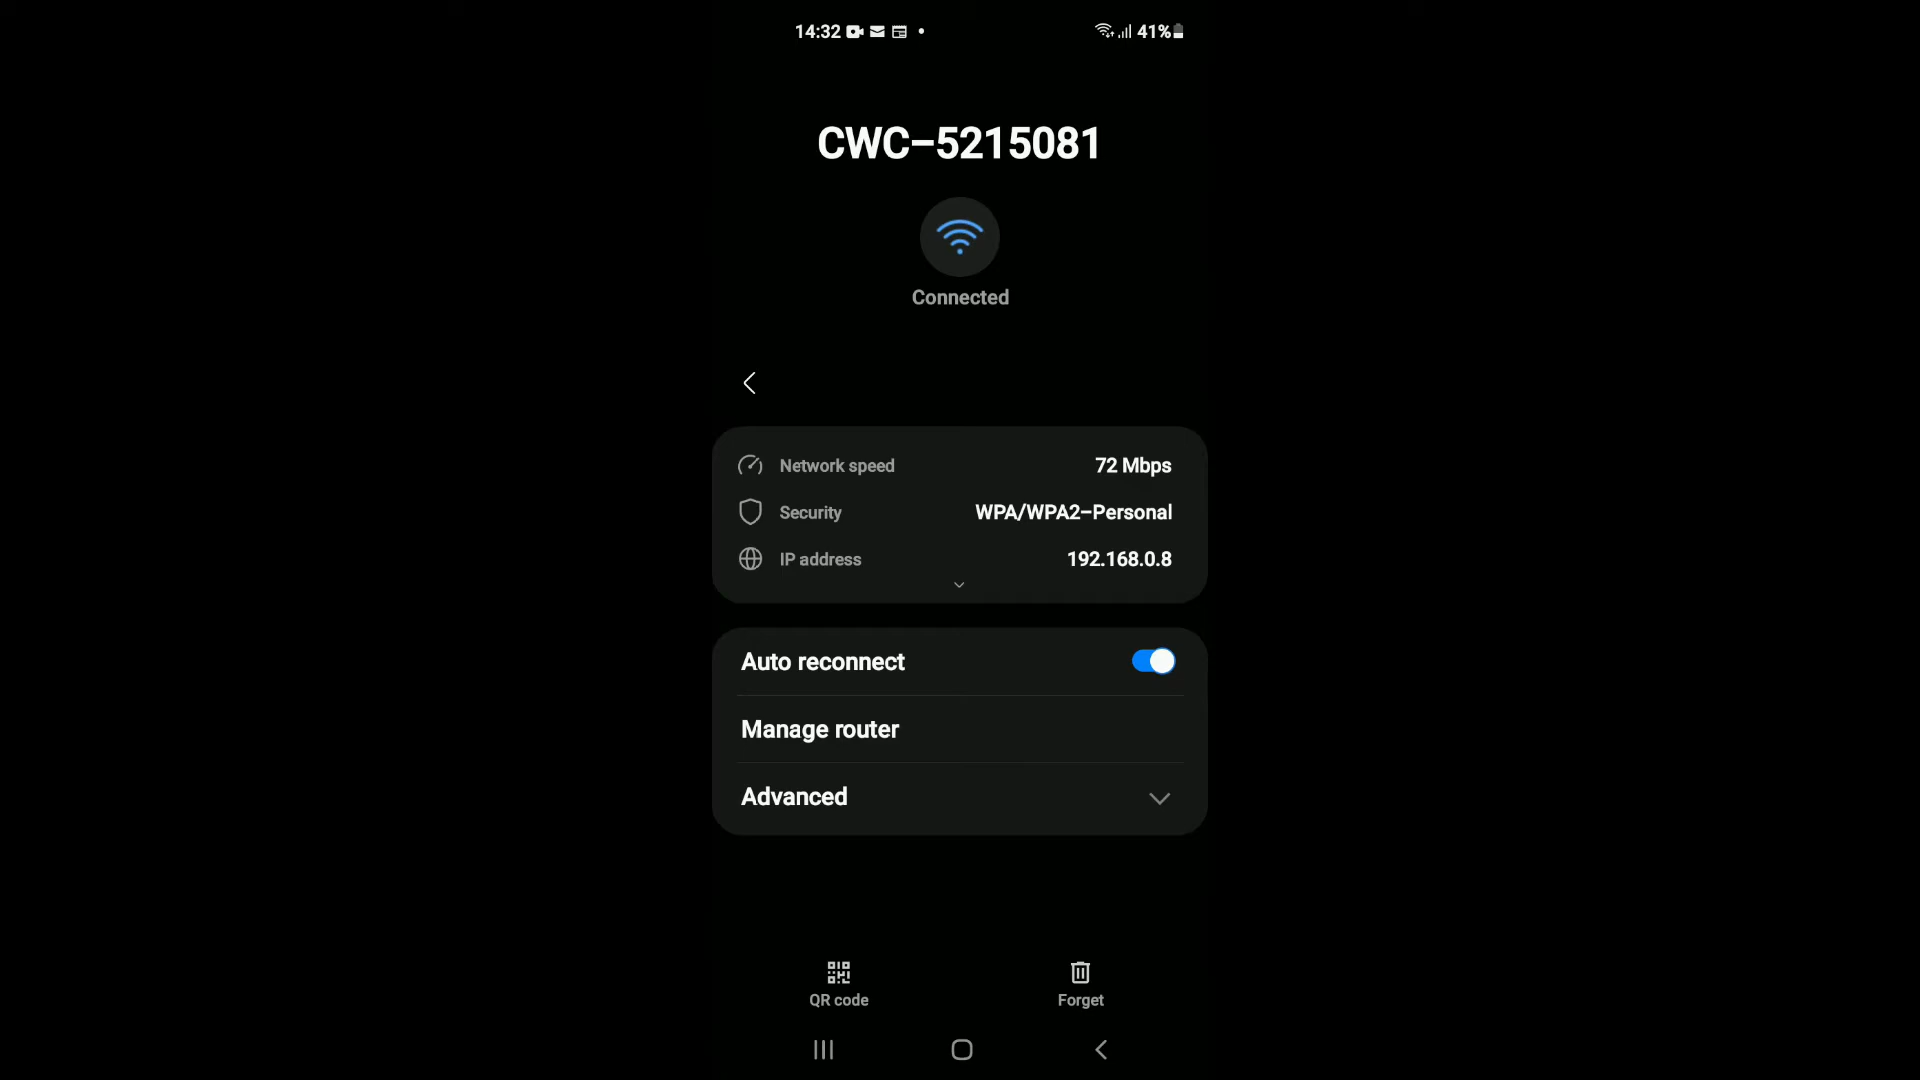 14:32 41%
CWC-5215081
Connected
Network speed 72 Mbps
Security WPA/WPA2-Personal
IP address 192.168.0.8
Auto reconnect
Manage router
Advanced
QR code Forget